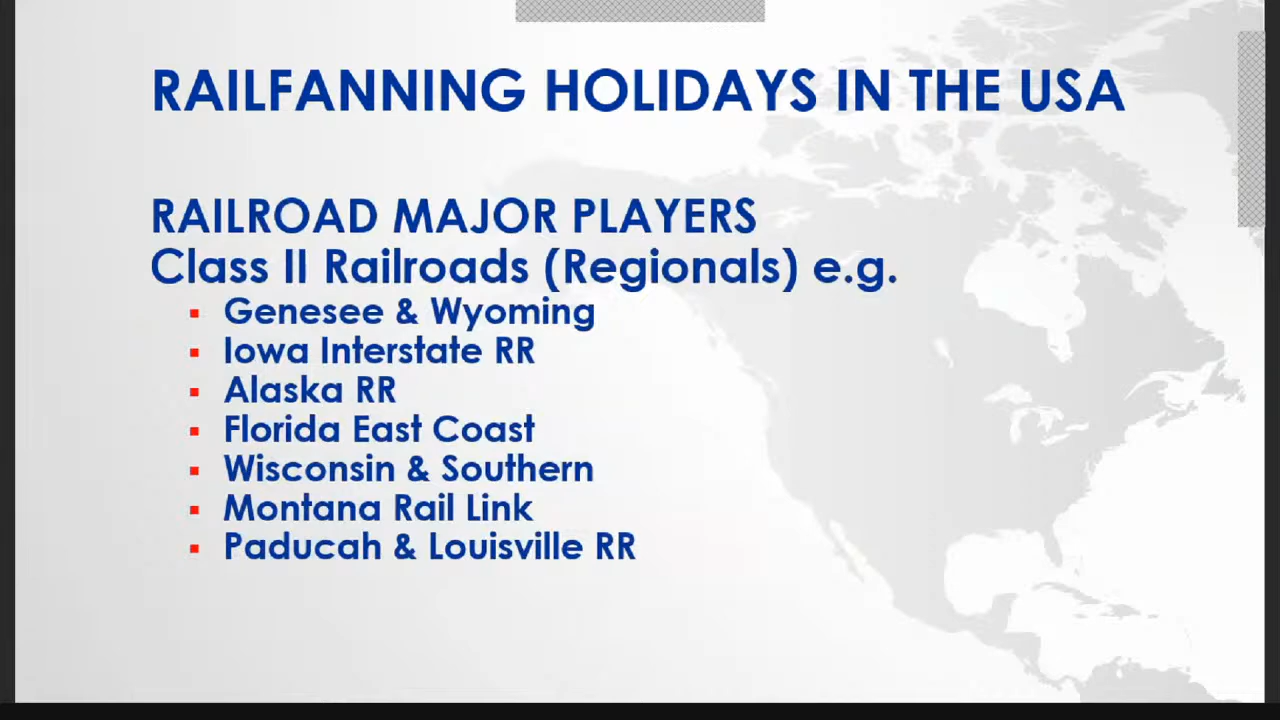 RAILFANNING HOLIDAYS IN THE USA
RAILROAD MAJOR PLAYERS
Class II Railroads (Regionals) e.g.
Genesee & Wyoming
Iowa Interstate RR
Alaska RR
Florida East Coast
Wisconsin & Southern
Montana Rail Link
Paducah & Louisville RR